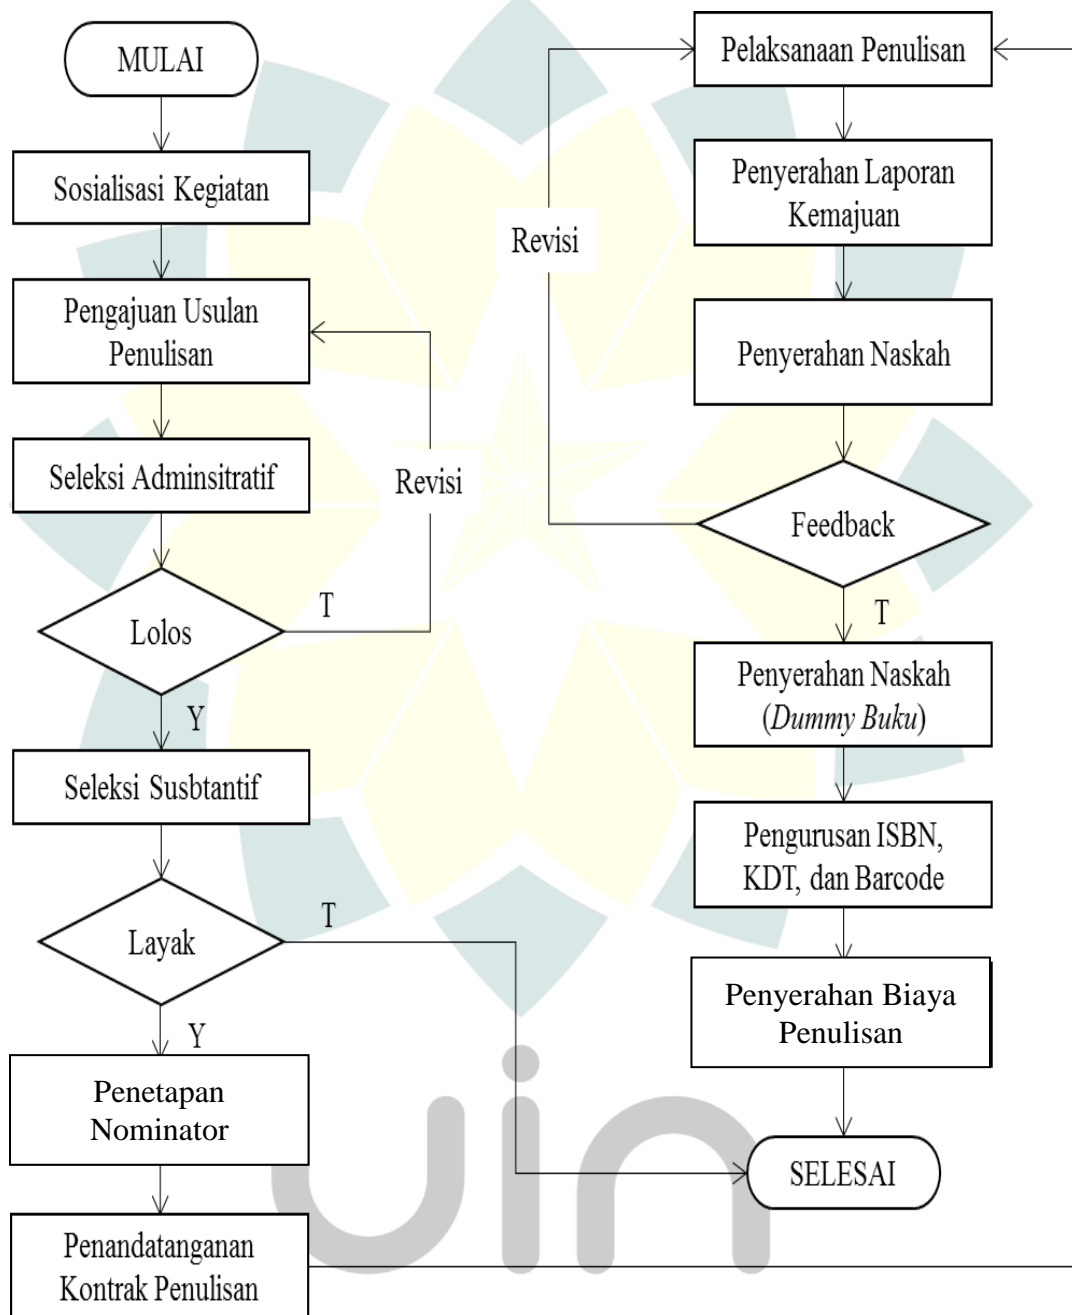 MULAI
Sosialisasi Kegiatan
Pengajuan Usulan
Penulisan
Revisi
Seleksi Adminsitratif
Lolos
T
Y
Seleksi Susbtantif
Layak
T
Y
Penetapan
Nominator
Penandatanganan
Kontrak Penulisan
Pelaksanaan Penulisan
Penyerahan Laporan
Kemajuan
Revisi
Penyerahan Naskah
Feedback
T
Penyerahan Naskah
(Dummy Buku)
Pengurusan ISBN,
KDT, dan Barcode
Penyerahan Biaya
Penulisan
SELESAI
uin